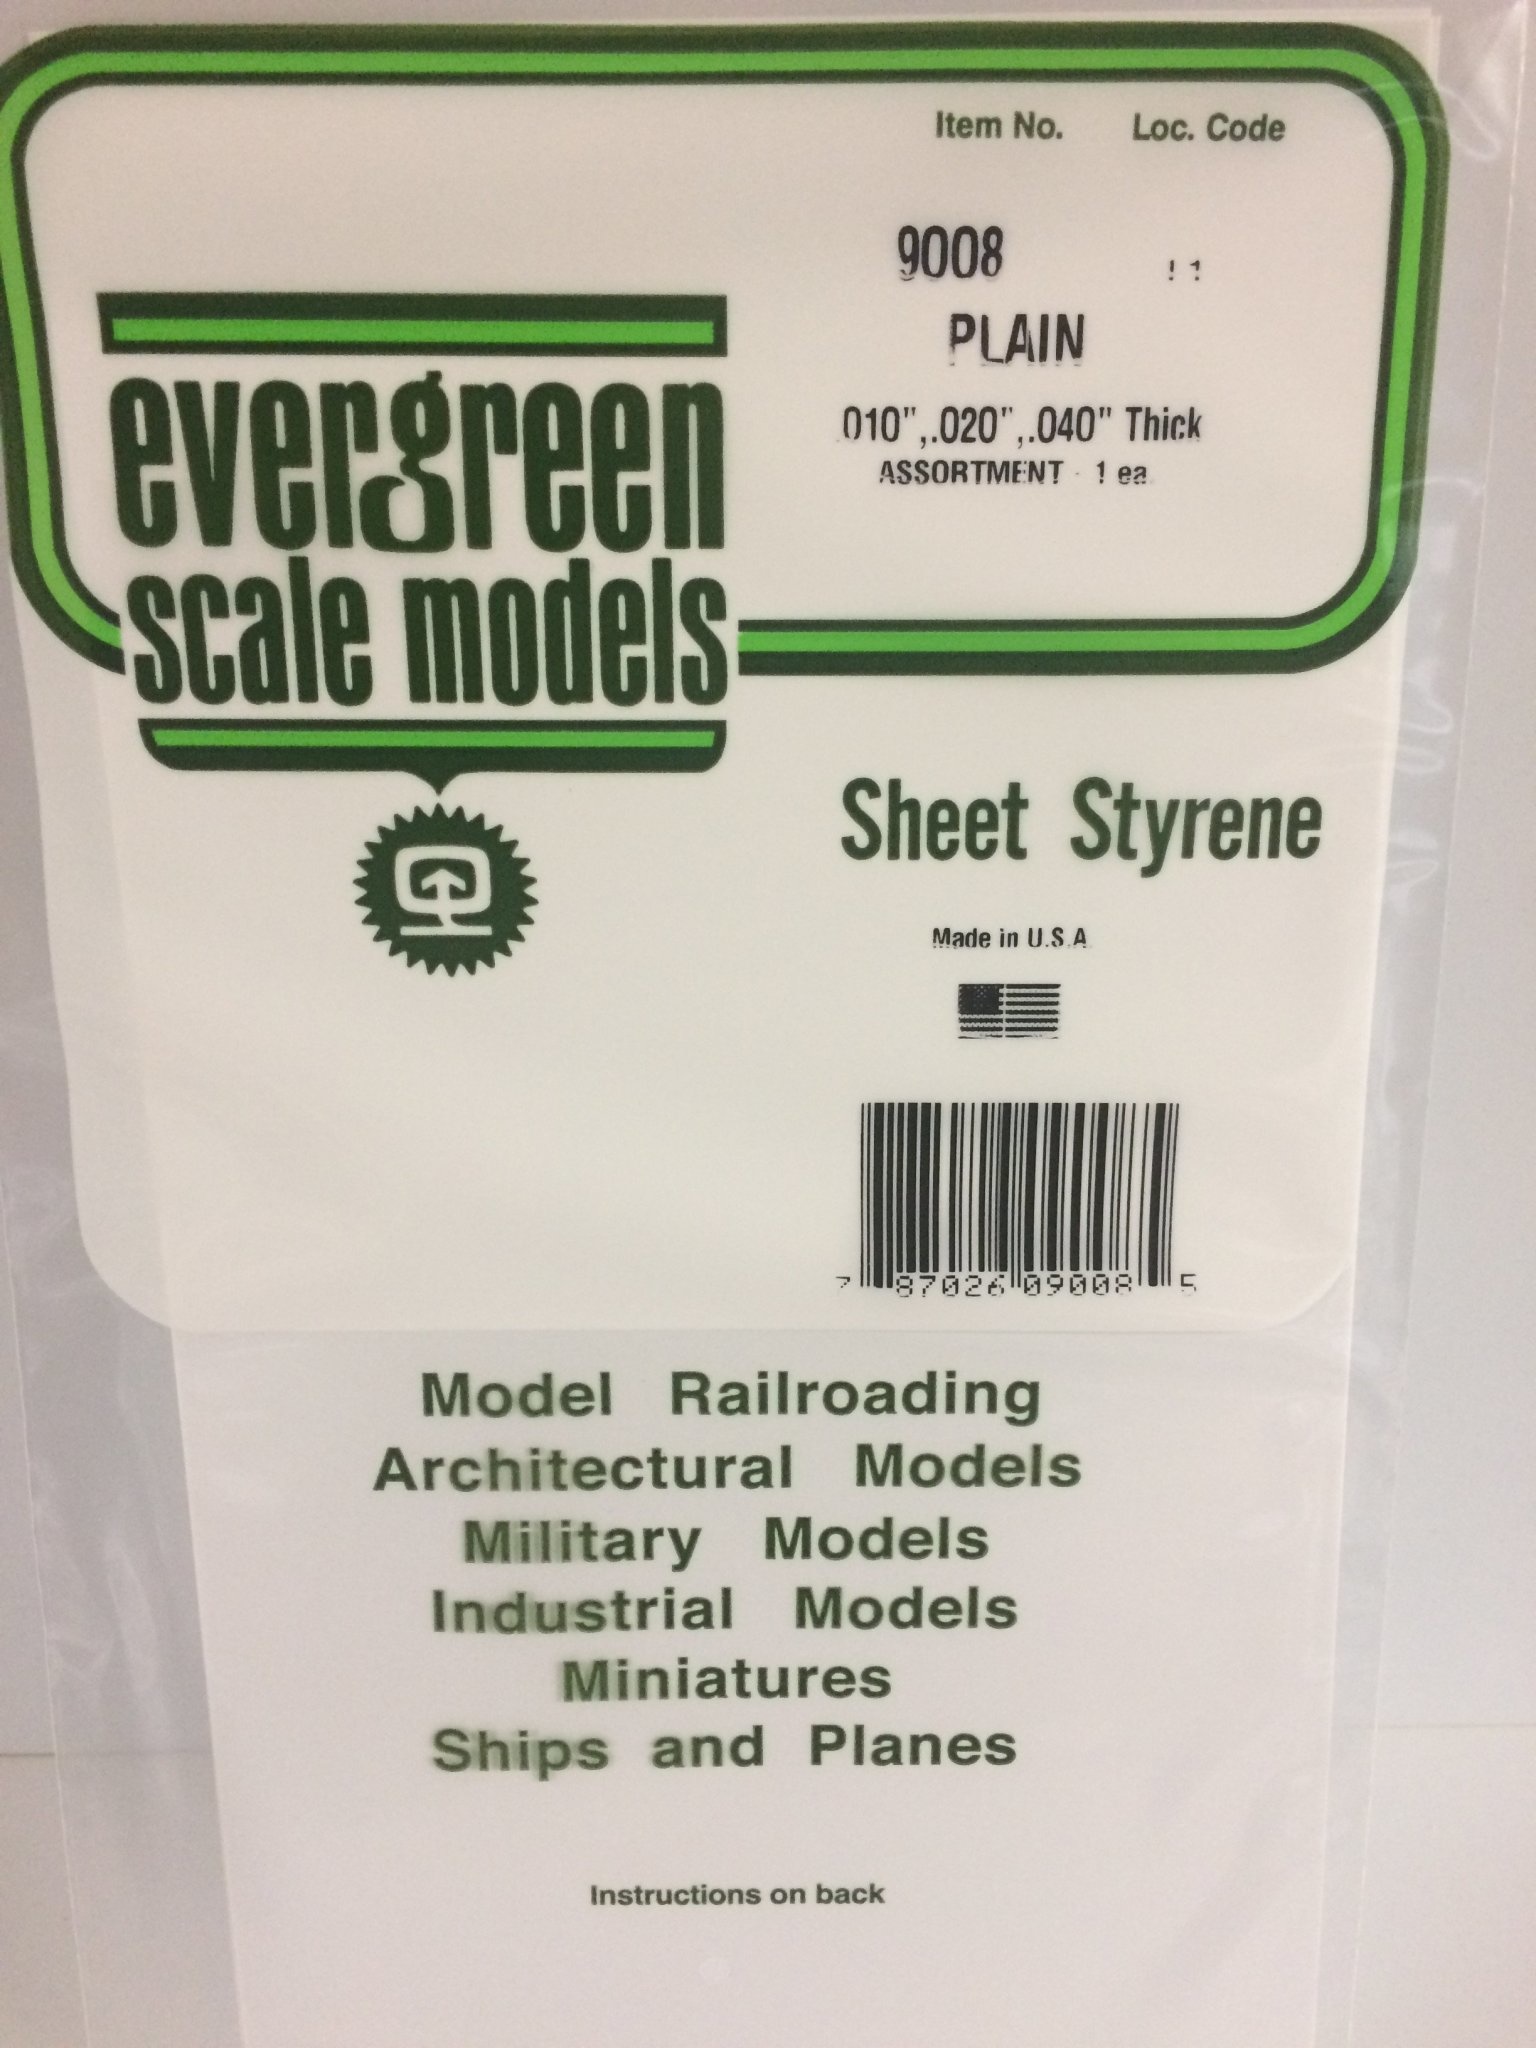 Item No. Loc. Code
9008
PLAIN
.010",.020",.040" Thick
ASSORTMENT - 1 ea.
evergreen
scale models
Sheet Styrene
Made in U.S.A.
7 87026 09008 5
Model Railroading
Architectural Models
Military Models
Industrial Models
Miniatures
Ships and Planes
Instructions on back